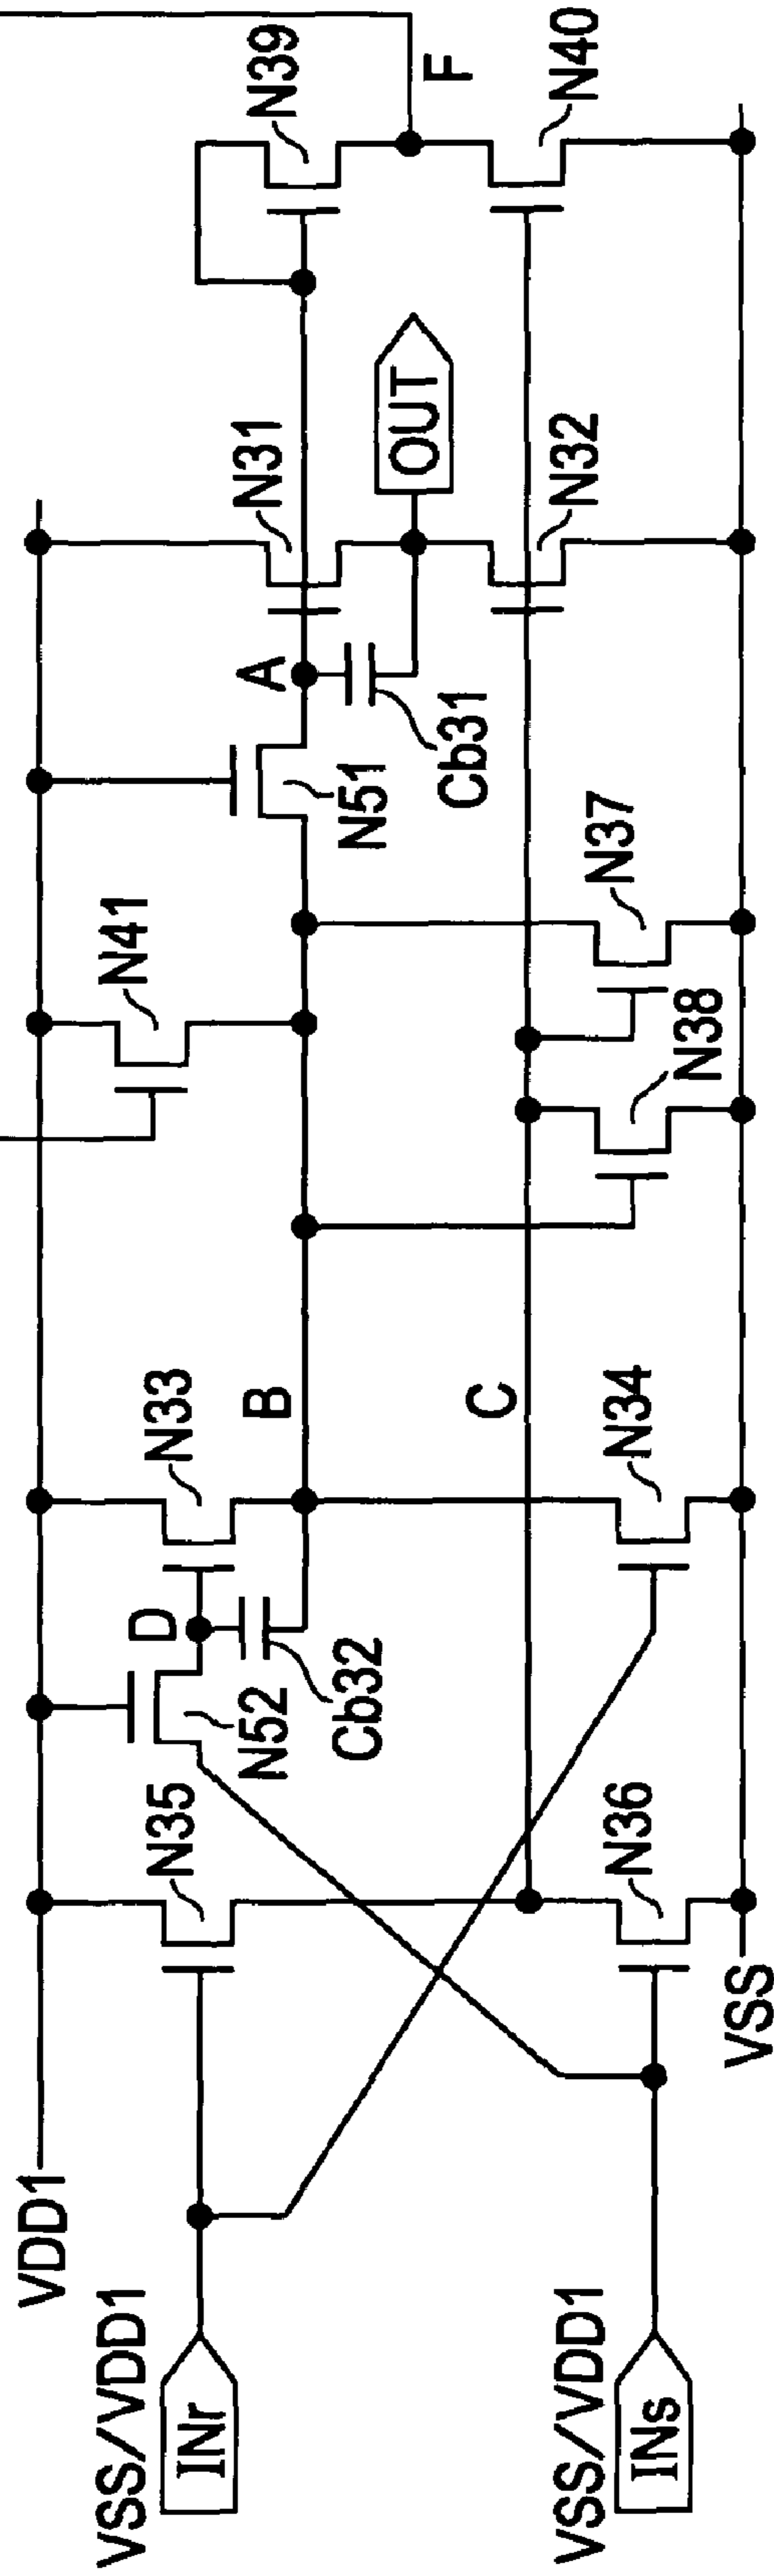 VDD1
VSS/VDD1
INr
VSS/VDD1
INs
VSS
N35
N36
N52
D
Cb32
N33
B
C
N34
N41
N38
N37
N51
A
Cb31
N31
OUT
N32
N39
F
N40